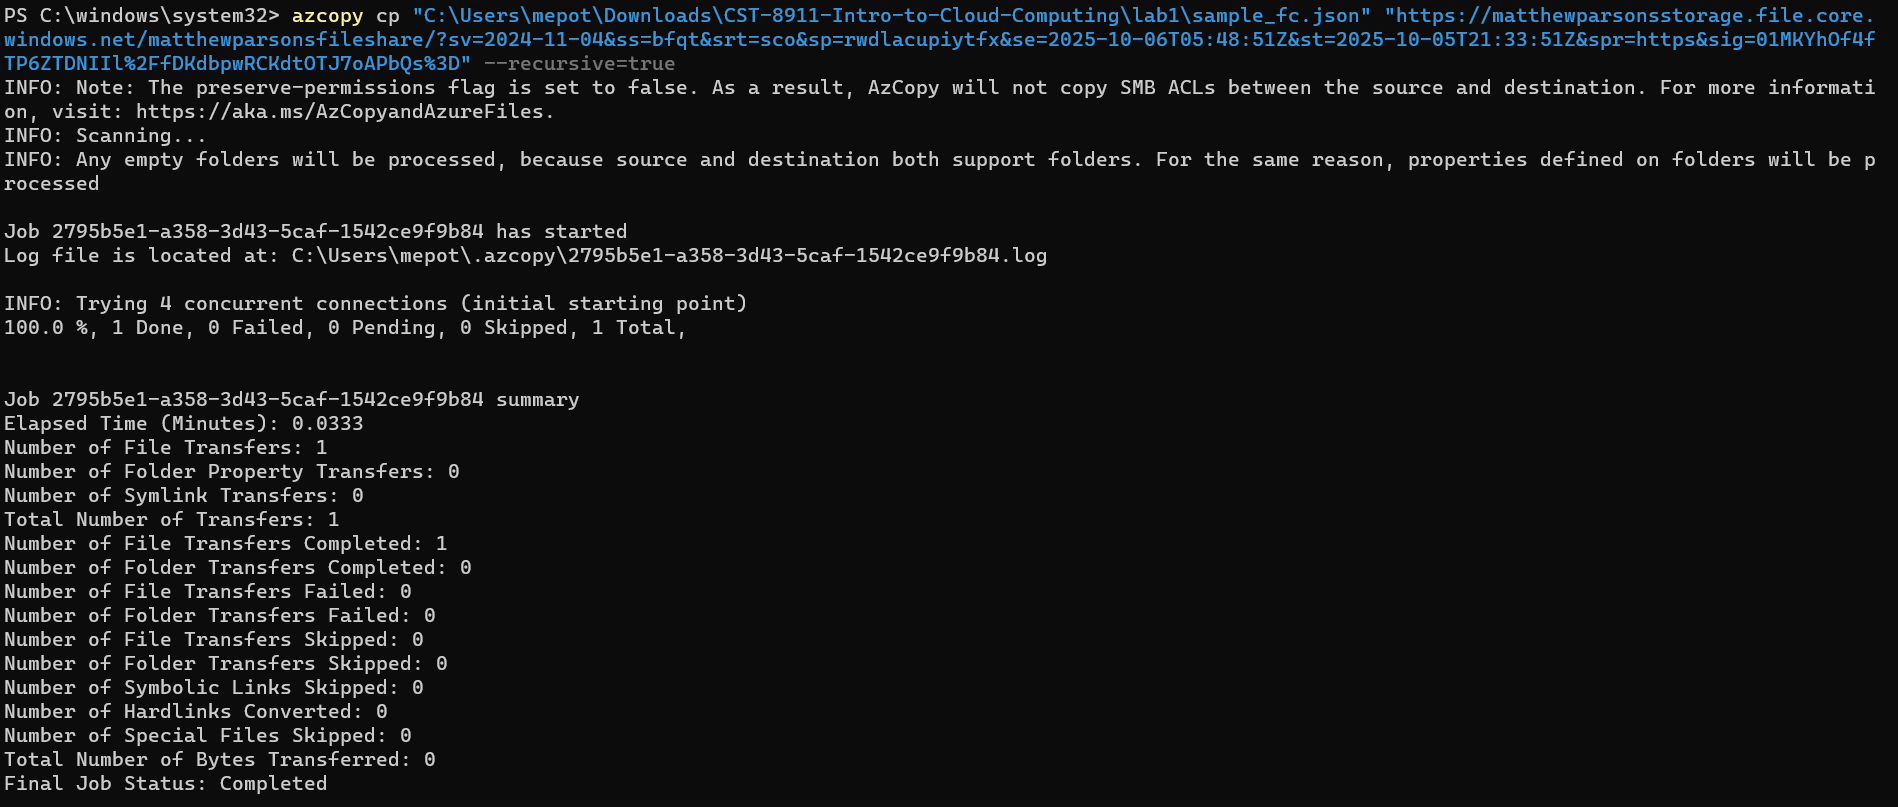 PS C:\windows\system32> azcopy cp "C:\Users\mepot\Downloads\CST-8911-Intro-to-Cloud-Computing\lab1\sample_fc.json" "https://matthewparsonsstorage.file.core.
windows.net/matthewparsonsfileshare/?sv=2024-11-04&ss=bfqt&srt=sco&sp=rwdlacupiytfx&se=2025-10-06T05:48:51Z&st=2025-10-05T21:33:51Z&spr=https&sig=01MKYhOf4f
TP6ZTDNIIl%2FfDKdbpwRCKdtOTJ7oAPbQs%3D" --recursive=true
INFO: Note: The preserve-permissions flag is set to false. As a result, AzCopy will not copy SMB ACLs between the source and destination. For more informati
on, visit: https://aka.ms/AzCopyandAzureFiles.
INFO: Scanning...
INFO: Any empty folders will be processed, because source and destination both support folders. For the same reason, properties defined on folders will be p
rocessed
Job 2795b5e1-a358-3d43-5caf-1542ce9f9b84 has started
Log file is located at: C:\Users\mepot\.azcopy\2795b5e1-a358-3d43-5caf-1542ce9f9b84.log
INFO: Trying 4 concurrent connections (initial starting point)
100.0 %, 1 Done, 0 Failed, 0 Pending, 0 Skipped, 1 Total,
Job 2795b5e1-a358-3d43-5caf-1542ce9f9b84 summary
Elapsed Time (Minutes): 0.0333
Number of File Transfers: 1
Number of Folder Property Transfers: 0
Number of Symlink Transfers: 0
Total Number of Transfers: 1
Number of File Transfers Completed: 1
Number of Folder Transfers Completed: 0
Number of File Transfers Failed: 0
Number of Folder Transfers Failed: 0
Number of File Transfers Skipped: 0
Number of Folder Transfers Skipped: 0
Number of Symbolic Links Skipped: 0
Number of Hardlinks Converted: 0
Number of Special Files Skipped: 0
Total Number of Bytes Transferred: 0
Final Job Status: Completed